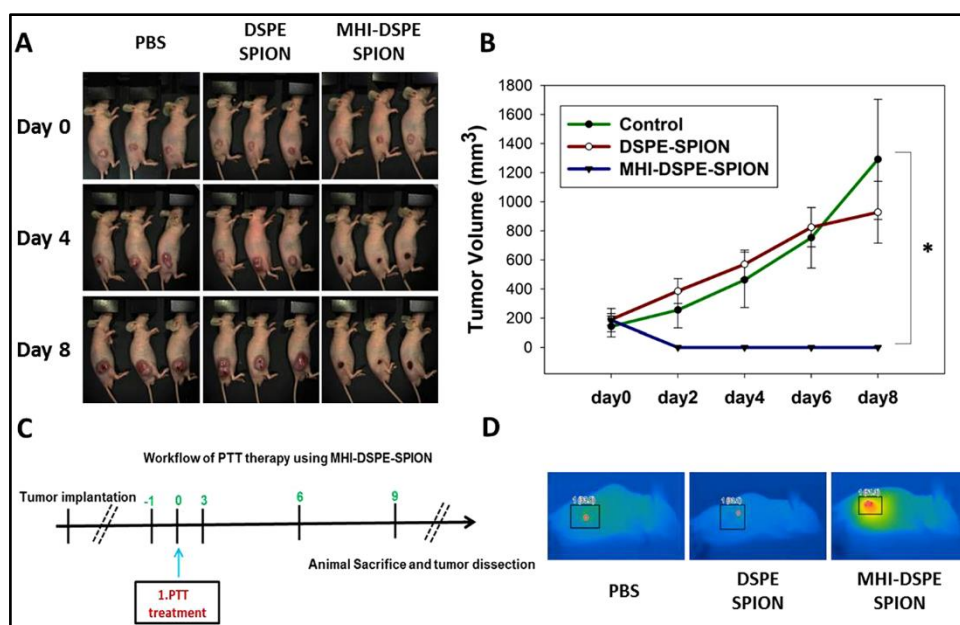 A
PBS
DSPE
SPION
MHI-DSPE
SPION
Day 0
Day 4
Day 8
B
1800
1600
1400
1200
1000
800
600
400
200
0
Tumor Volume (mm³)
Control
DSPE-SPION
MHI-DSPE-SPION
*
day0 day2 day4 day6 day8
C
Workflow of PTT therapy using MHI-DSPE-SPION
Tumor implantation
-1 0 3 6 9
Animal Sacrifice and tumor dissection
1.PTT
treatment
D
PBS
DSPE
SPION
MHI-DSPE
SPION